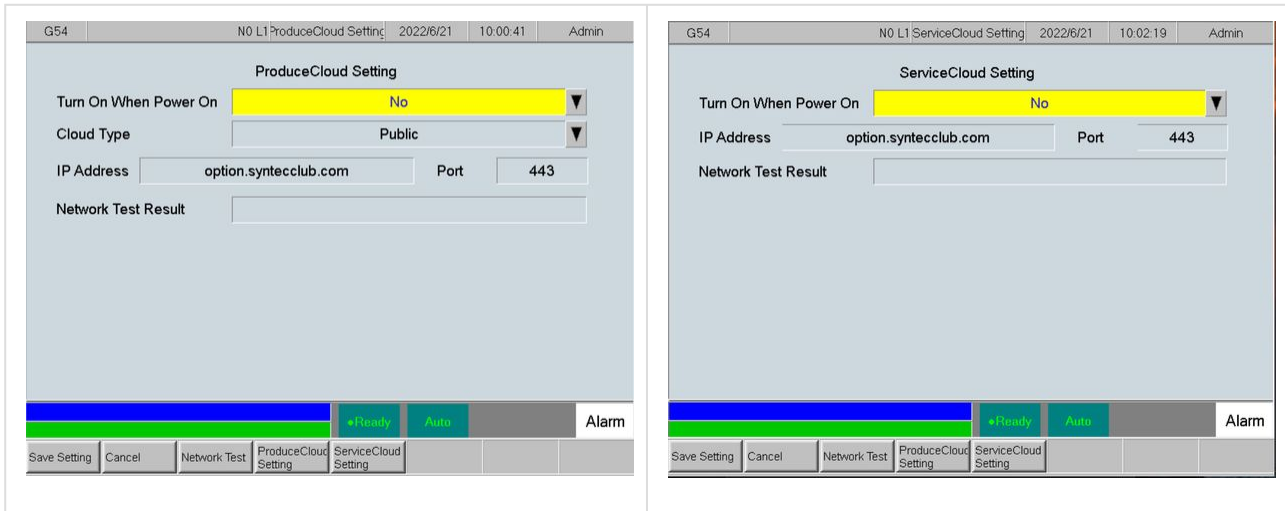 G54 N0 L1 ProduceCloud Setting 2022/6/21 10:00:41 Admin
ProduceCloud Setting
Turn On When Power On No
Cloud Type Public
IP Address option.syntecclub.com Port 443
Network Test Result
●Ready Auto Alarm
Save Setting Cancel Network Test ProduceCloud Setting ServiceCloud Setting
G54 N0 L1 ServiceCloud Setting 2022/6/21 10:02:19 Admin
ServiceCloud Setting
Turn On When Power On No
IP Address option.syntecclub.com Port 443
Network Test Result
●Ready Auto Alarm
Save Setting Cancel Network Test ProduceCloud Setting ServiceCloud Setting